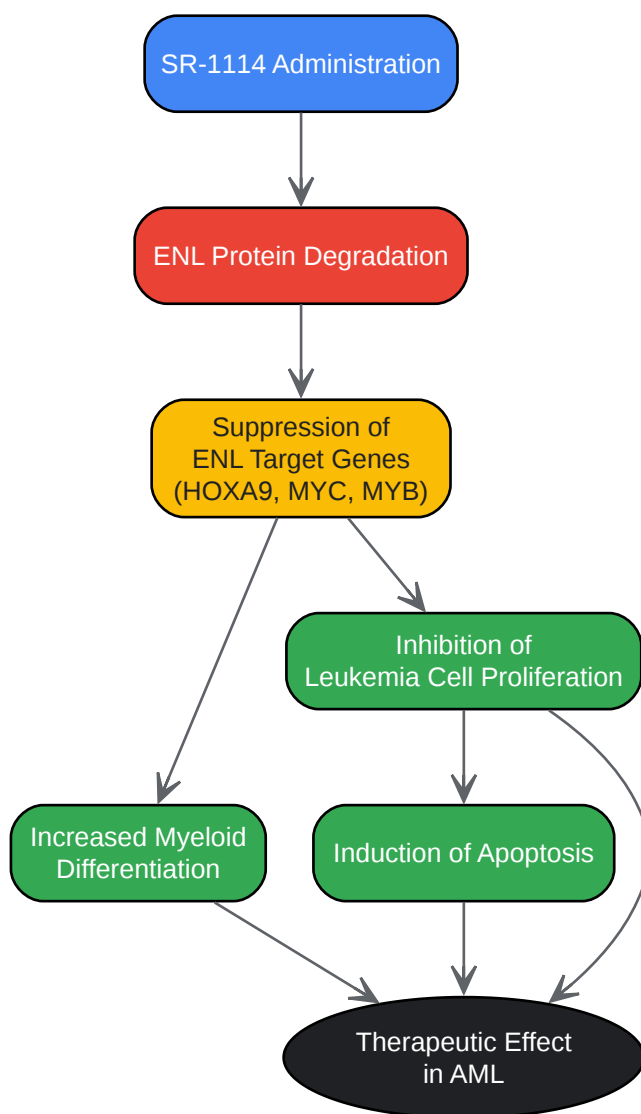 SR-1114 Administration
ENL Protein Degradation
Suppression of
ENL Target Genes
(HOXA9, MYC, MYB)
Inhibition of
Leukemia Cell Proliferation
Increased Myeloid
Differentiation
Induction of Apoptosis
Therapeutic Effect
in AML